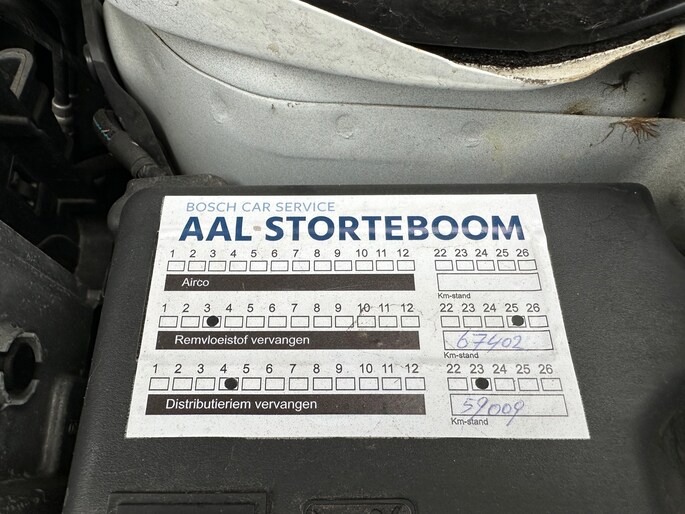 BOSCH CAR SERVICE
AAL STORTEBOOM
1 2 3 4 5 6 7 8 9 10 11 12 22 23 24 25 26
Airco
Km-stand
1 2 3 4 5 6 7 8 9 10 11 12 22 23 24 25 26
Remvloeistof vervangen 67402
Km-stand
1 2 3 4 5 6 7 8 9 10 11 12 22 23 24 25 26
Distributieriem vervangen 59009
Km-stand